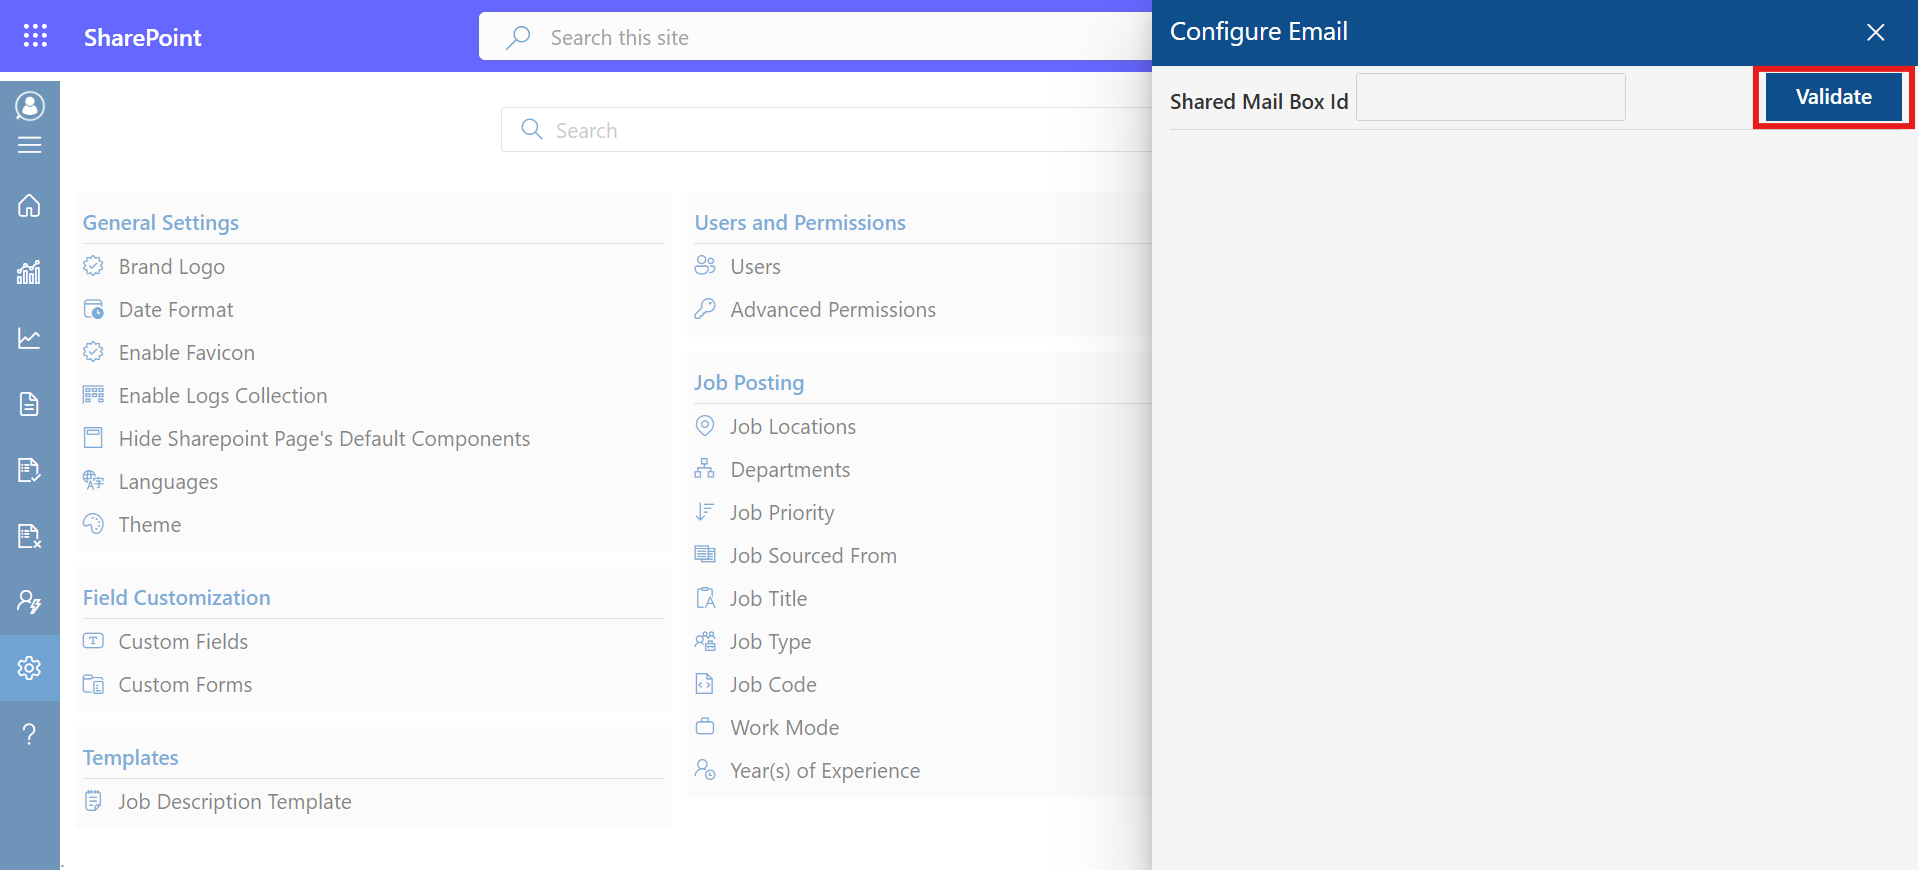 SharePoint
Search this site
Configure Email
Shared Mail Box Id
Validate
Search
General Settings
Brand Logo
Date Format
Enable Favicon
Enable Logs Collection
Hide Sharepoint Page's Default Components
Languages
Theme
Field Customization
Custom Fields
Custom Forms
Templates
Job Description Template
Users and Permissions
Users
Advanced Permissions
Job Posting
Job Locations
Departments
Job Priority
Job Sourced From
Job Title
Job Type
Job Code
Work Mode
Year(s) of Experience